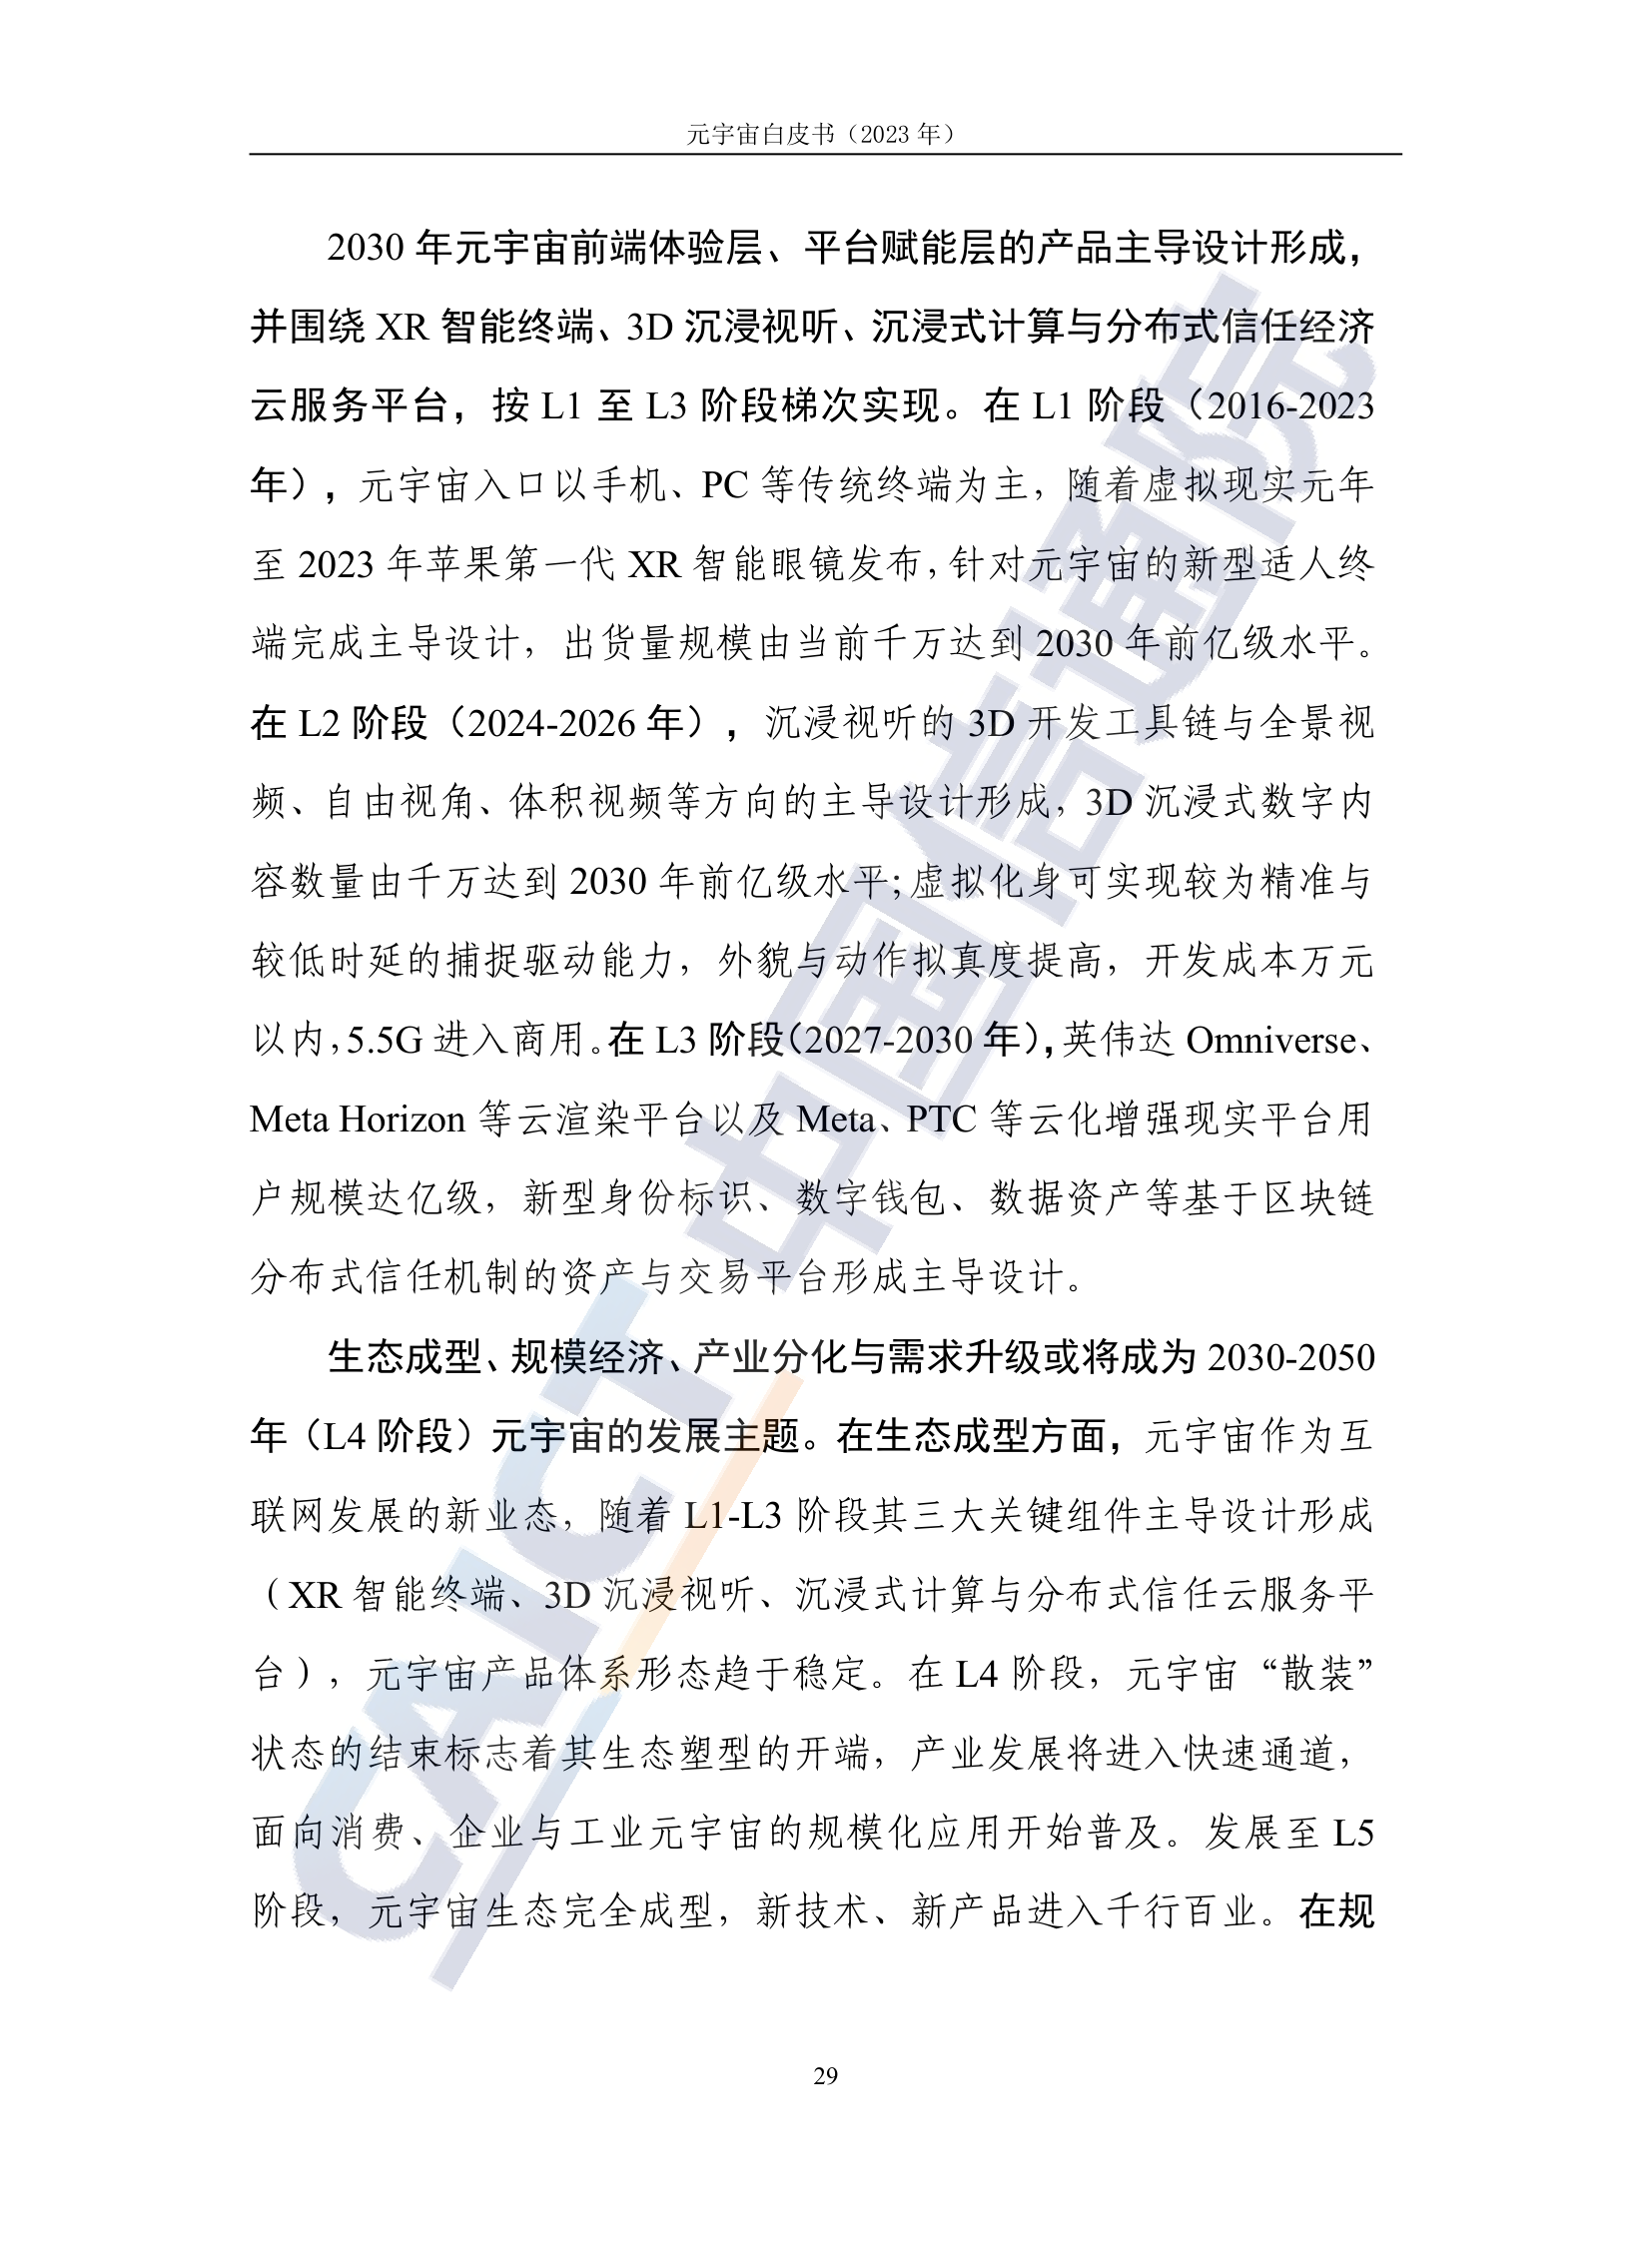 元宇宙白皮书（2023 年）
2030 年元宇宙前端体验层、平台赋能层的产品主导设计形成，
并围绕 XR 智能终端、3D 沉浸视听、沉浸式计算与分布式信任经济
云服务平台，按 L1 至 L3 阶段梯次实现。在 L1 阶段（2016-2023
年），元宇宙入口以手机、PC 等传统终端为主，随着虚拟现实元年
至 2023 年苹果第一代 XR 智能眼镜发布，针对元宇宙的新型适人终
端完成主导设计，出货量规模由当前千万达到 2030 年前亿级水平。
在 L2 阶段（2024-2026 年），沉浸视听的 3D 开发工具链与全景视
频、自由视角、体积视频等方向的主导设计形成，3D 沉浸式数字内
容数量由千万达到 2030 年前亿级水平；虚拟化身可实现较为精准与
较低时延的捕捉驱动能力，外貌与动作拟真度提高，开发成本万元
以内，5.5G 进入商用。在 L3 阶段（2027-2030 年），英伟达 Omniverse、
Meta Horizon 等云渲染平台以及 Meta、PTC 等云化增强现实平台用
户规模达亿级，新型身份标识、数字钱包、数据资产等基于区块链
分布式信任机制的资产与交易平台形成主导设计。
生态成型、规模经济、产业分化与需求升级或将成为 2030-2050
年（L4 阶段）元宇宙的发展主题。在生态成型方面，元宇宙作为互
联网发展的新业态，随着 L1-L3 阶段其三大关键组件主导设计形成
（XR 智能终端、3D 沉浸视听、沉浸式计算与分布式信任云服务平
台），元宇宙产品体系形态趋于稳定。在 L4 阶段，元宇宙“散装”
状态的结束标志着其生态塑型的开端，产业发展将进入快速通道，
面向消费、企业与工业元宇宙的规模化应用开始普及。发展至 L5
阶段，元宇宙生态完全成型，新技术、新产品进入千行百业。在规
29
CAICT 中国信通院